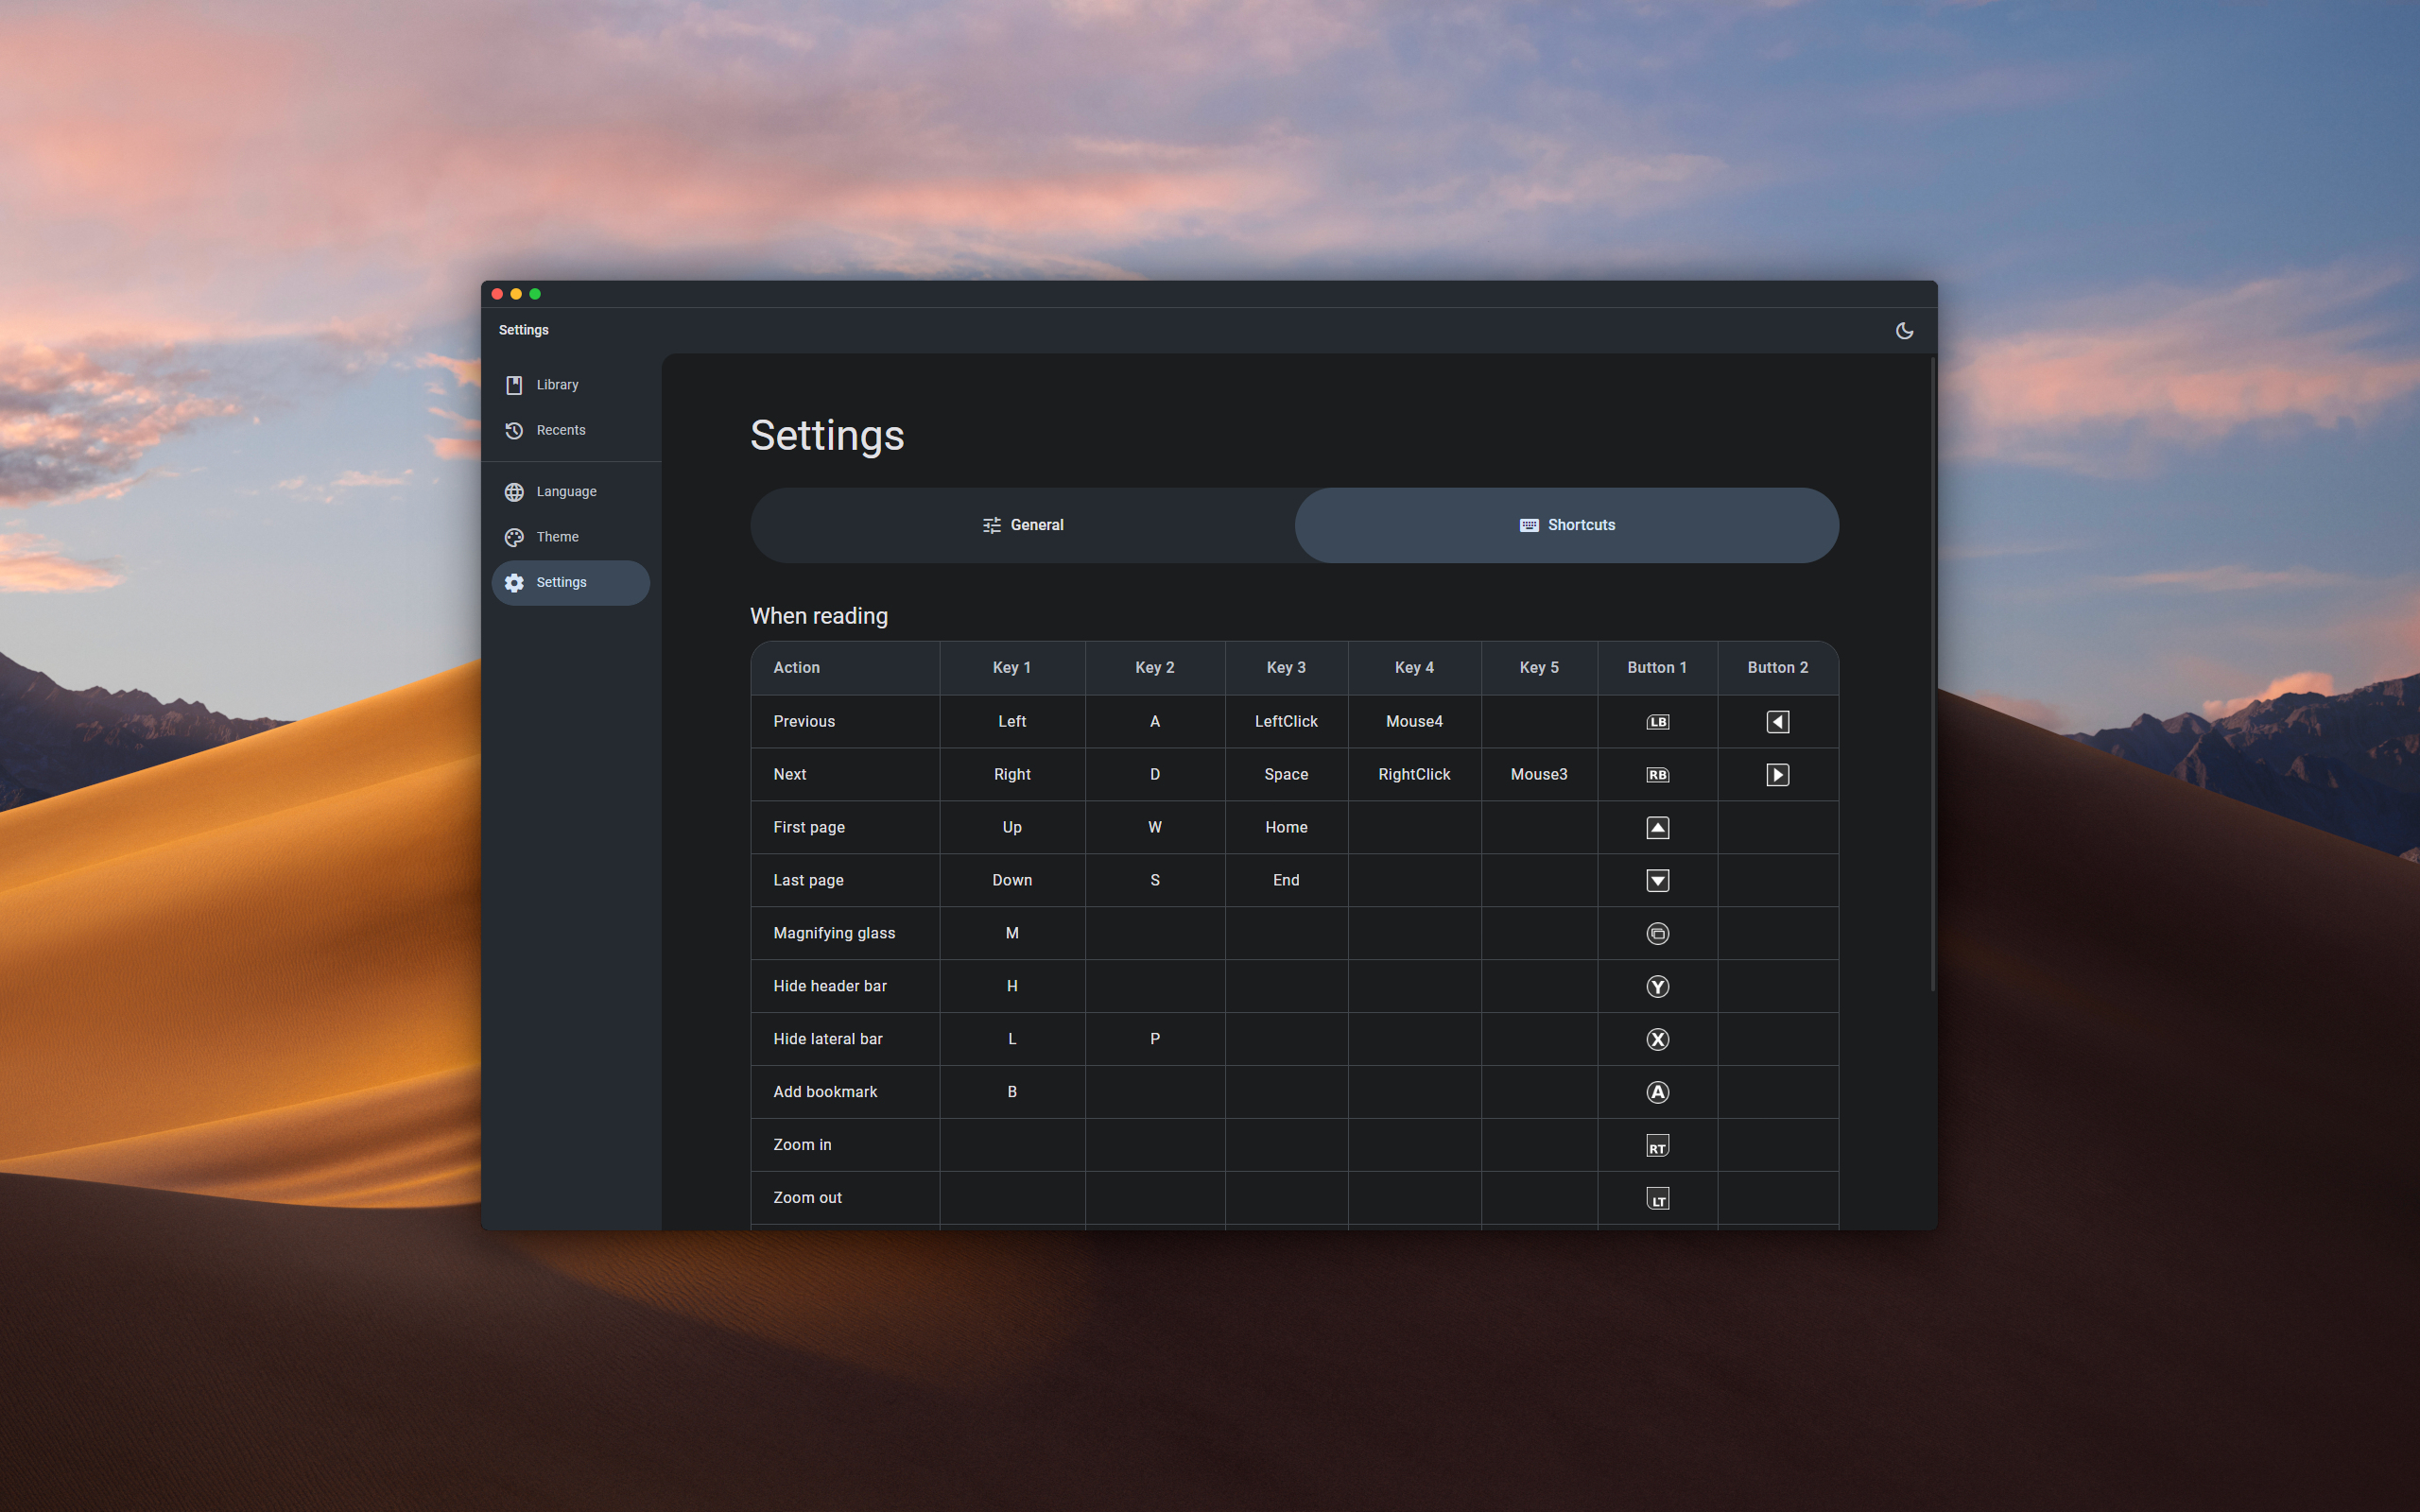 Settings
Library
Recents
Language
Theme
Settings
Settings
General Shortcuts
When reading
Action Key 1 Key 2 Key 3 Key 4 Key 5 Button 1 Button 2
Previous Left A LeftClick Mouse4 LB
Next Right D Space RightClick Mouse3 RB
First page Up W Home
Last page Down S End
Magnifying glass M
Hide header bar H Y
Hide lateral bar L P X
Add bookmark B A
Zoom in RT
Zoom out LT